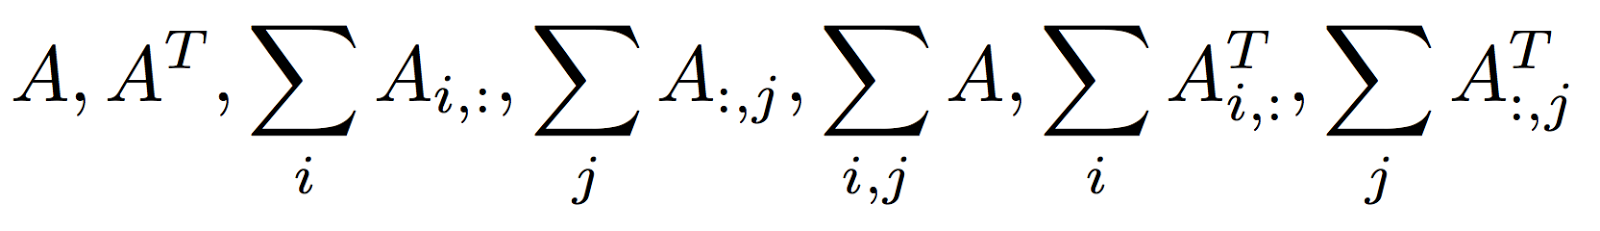 $A, A^T, \sum_i A_{i,:}, \sum_j A_{:,j}, \sum_{i,j} A, \sum_i A^T_{i,:}, \sum_j A^T_{:,j}$